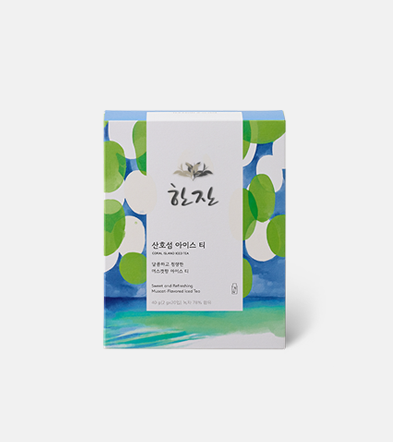 한잔
산호섬 아이스 티
CORAL ISLAND ICED TEA
달콤하고 청량한
머스캣향 아이스 티
Sweet and Refreshing
Muscat Flavored Iced Tea